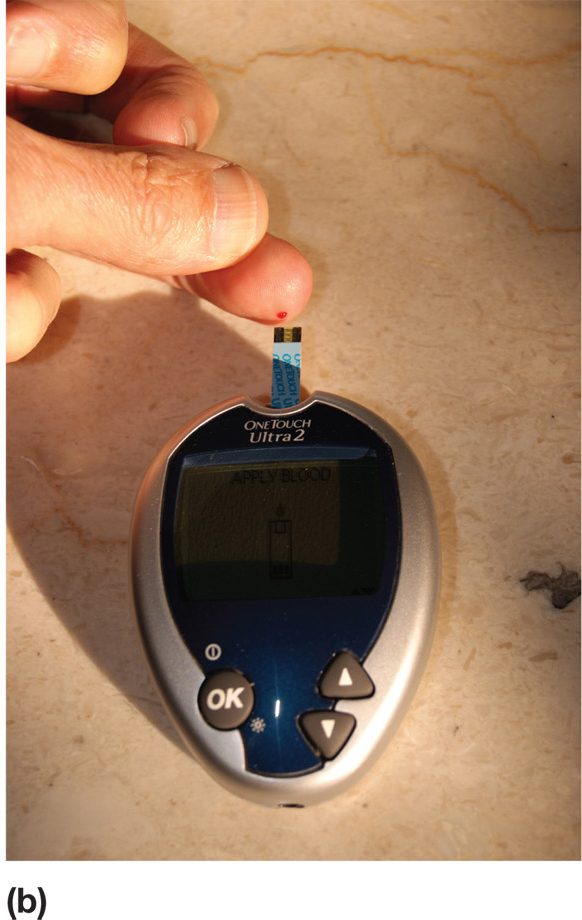 ONETOUCH
Ultra2
APPLY BLOOD
OK
(b)